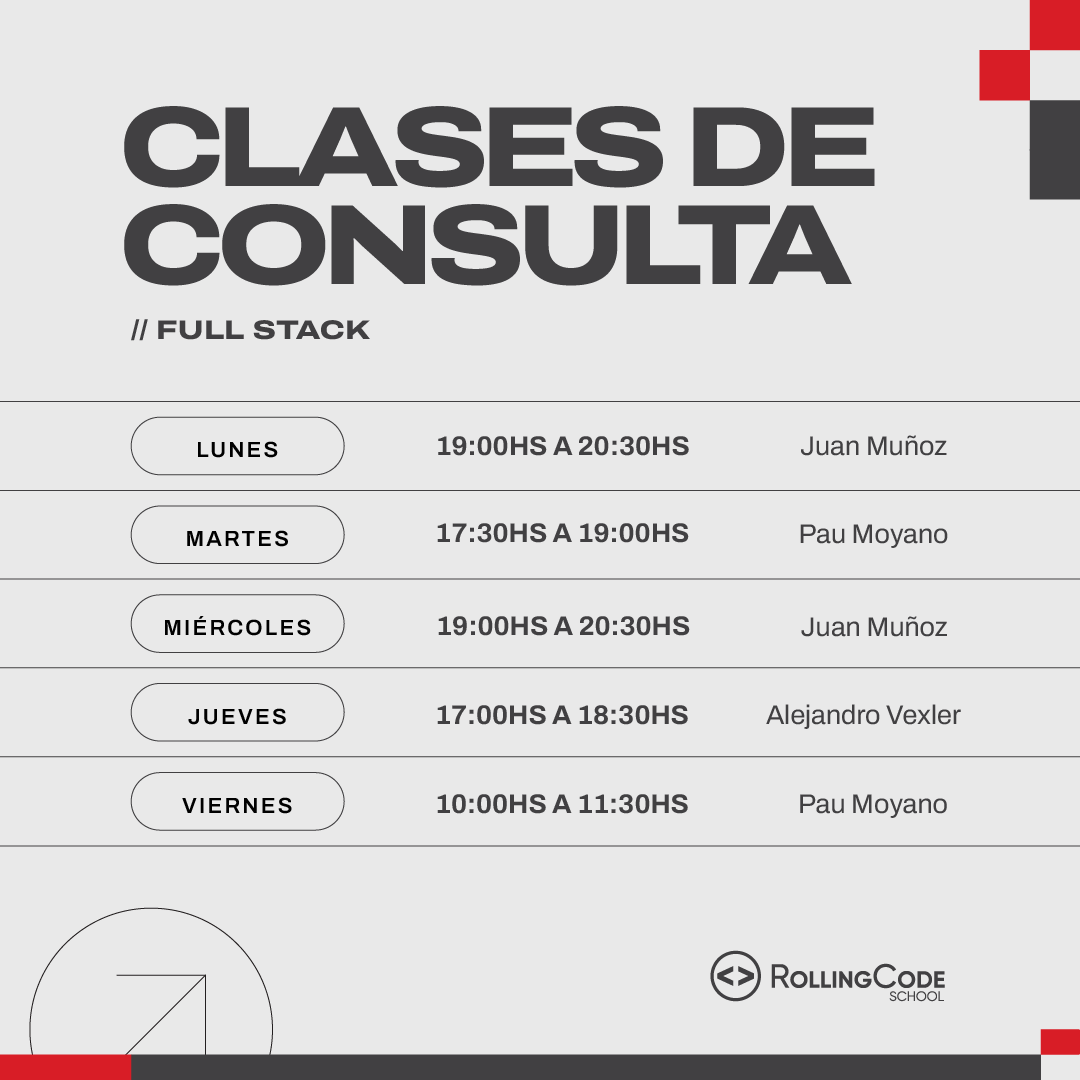 CLASES DE
CONSULTA
// FULL STACK
LUNES 19:00HS A 20:30HS Juan Muñoz
MARTES 17:30HS A 19:00HS Pau Moyano
MIÉRCOLES 19:00HS A 20:30HS Juan Muñoz
JUEVES 17:00HS A 18:30HS Alejandro Vexler
VIERNES 10:00HS A 11:30HS Pau Moyano
<> ROLLINGCODE
SCHOOL